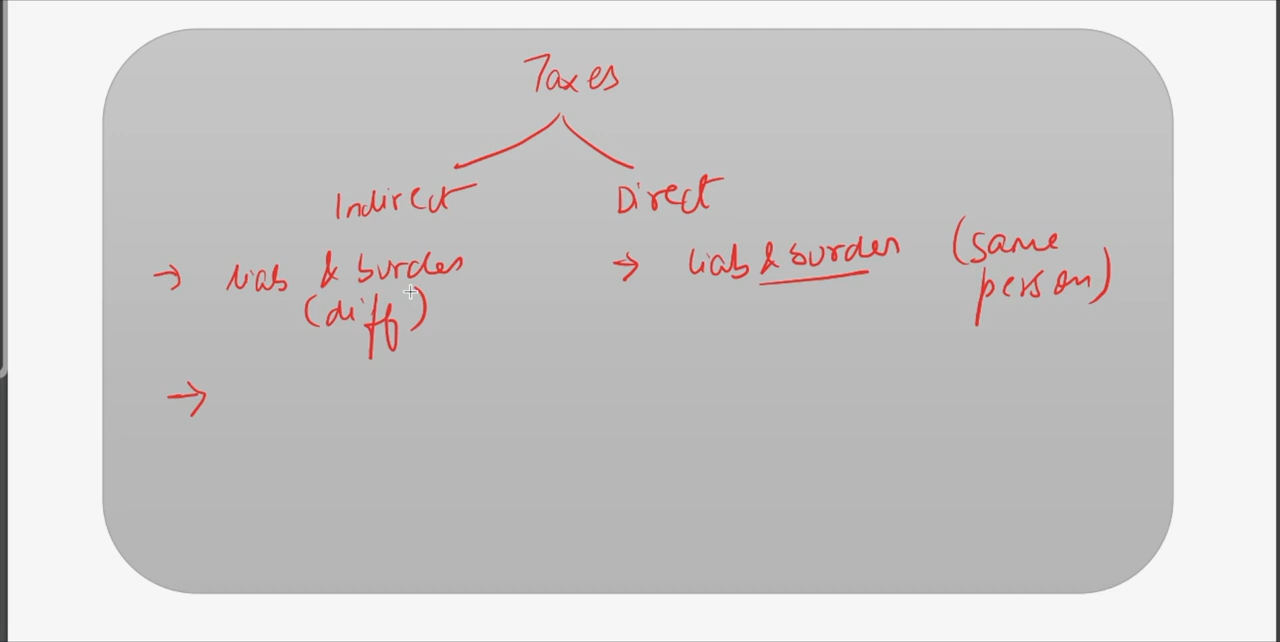 Taxes
Indirect Direct
→ liab & burden → liab & burden (same
(diff) person)
→